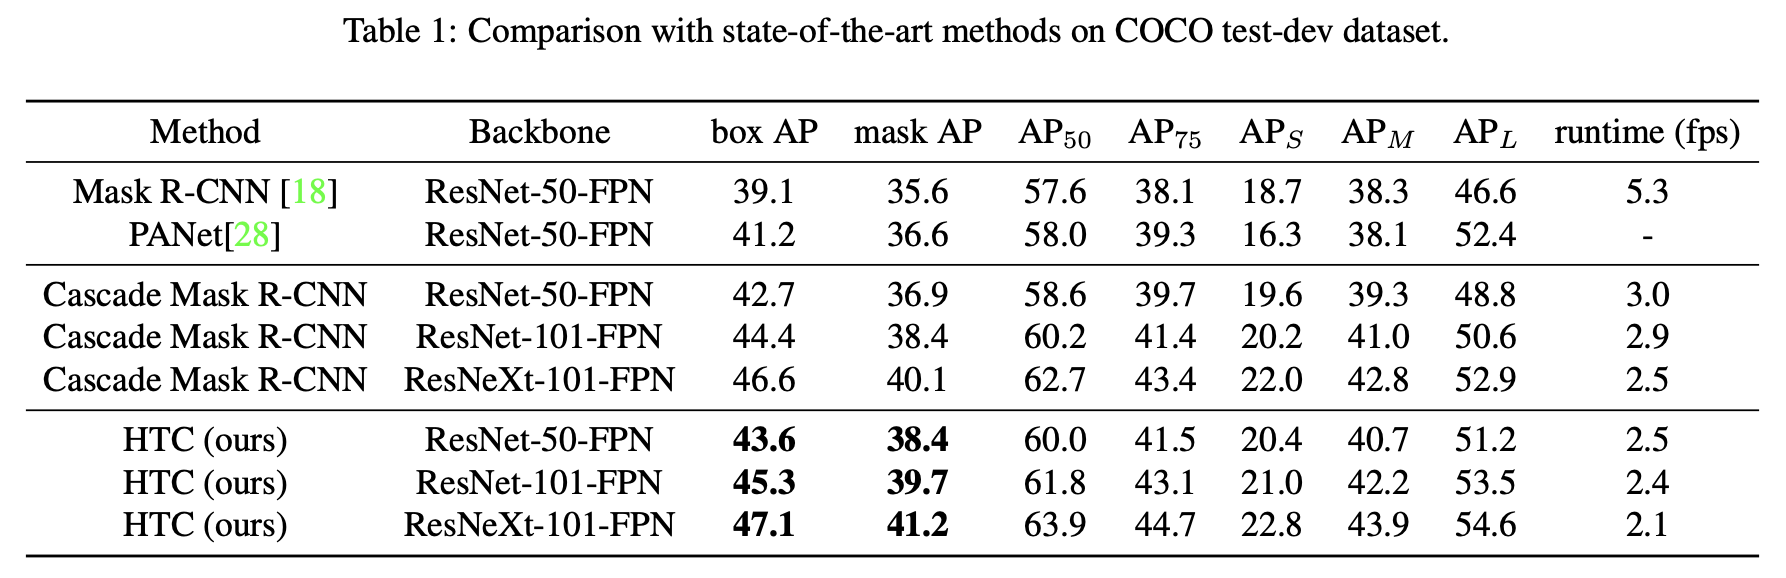 Table 1: Comparison with state-of-the-art methods on COCO test-dev dataset.
Method Backbone box AP mask AP AP50 AP75 APS APM APL runtime (fps)
Mask R-CNN [18] ResNet-50-FPN 39.1 35.6 57.6 38.1 18.7 38.3 46.6 5.3
PANet[28] ResNet-50-FPN 41.2 36.6 58.0 39.3 16.3 38.1 52.4 -
Cascade Mask R-CNN ResNet-50-FPN 42.7 36.9 58.6 39.7 19.6 39.3 48.8 3.0
Cascade Mask R-CNN ResNet-101-FPN 44.4 38.4 60.2 41.4 20.2 41.0 50.6 2.9
Cascade Mask R-CNN ResNeXt-101-FPN 46.6 40.1 62.7 43.4 22.0 42.8 52.9 2.5
HTC (ours) ResNet-50-FPN 43.6 38.4 60.0 41.5 20.4 40.7 51.2 2.5
HTC (ours) ResNet-101-FPN 45.3 39.7 61.8 43.1 21.0 42.2 53.5 2.4
HTC (ours) ResNeXt-101-FPN 47.1 41.2 63.9 44.7 22.8 43.9 54.6 2.1